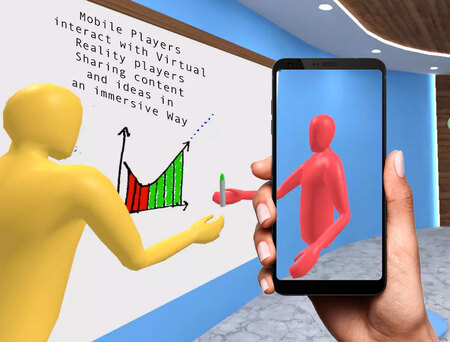 Mobile Players
interact with Virtual
Reality players
Sharing content
and ideas in
an immersive Way